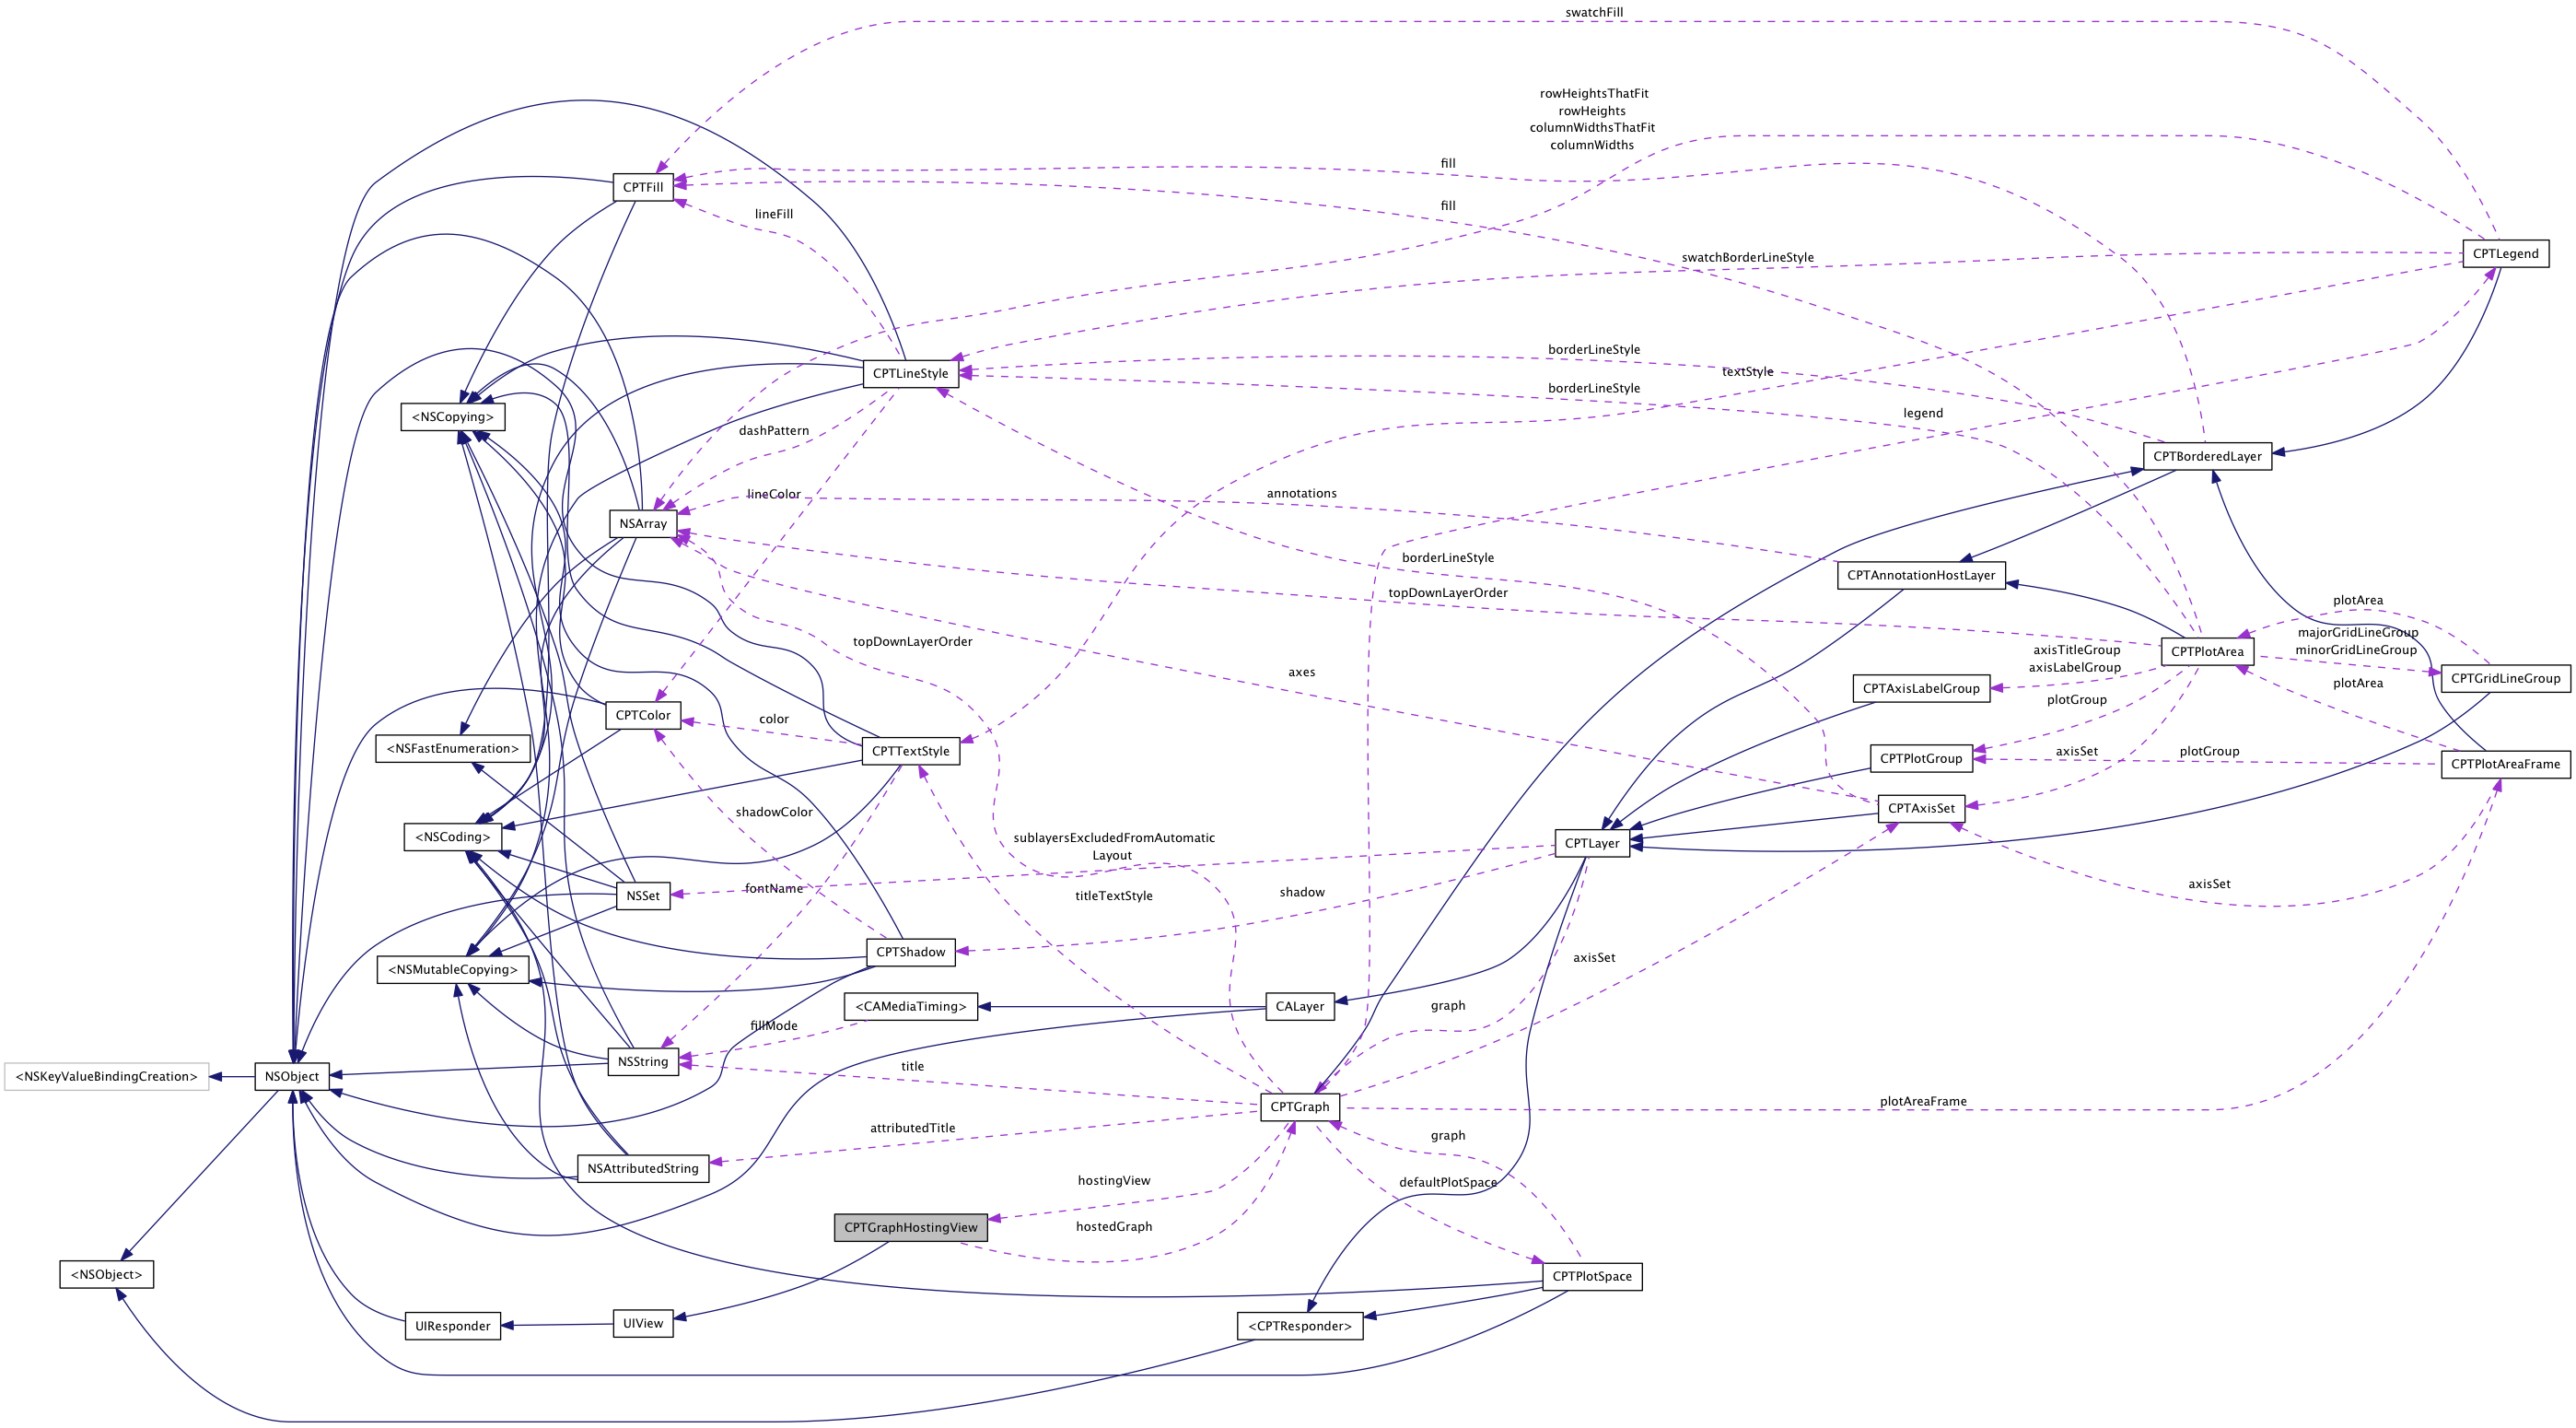 swatchFill
rowHeightsThatFit
rowHeights
columnWidthsThatFit
columnWidths
fill
CPTFill
lineFill
fill
CPTLegend
swatchBorderLineStyle
borderLineStyle
CPTLineStyle
textStyle
borderLineStyle
<NSCopying>
legend
dashPattern
CPTBorderedLayer
lineColor
annotations
NSArray
borderLineStyle
CPTAnnotationHostLayer
topDownLayerOrder
plotArea
majorGridLineGroup
topDownLayerOrder
axisTitleGroup
CPTPlotArea
minorGridLineGroup
axes
axisLabelGroup
CPTGridLineGroup
plotArea
CPTAxisLabelGroup
plotGroup
CPTColor
color
<NSFastEnumeration>
CPTTextStyle
axisSet
plotGroup
CPTPlotGroup
CPTPlotAreaFrame
shadowColor
CPTAxisSet
<NSCoding>
sublayersExcludedFromAutomatic
Layout
CPTLayer
axisSet
fontName
NSSet
titleTextStyle
shadow
CPTShadow
axisSet
<NSMutableCopying>
<CAMediaTiming>
CALayer
graph
fillMode
NSString
<NSKeyValueBindingCreation>
NSObject
title
CPTGraph
plotAreaFrame
attributedTitle
graph
NSAttributedString
hostingView
defaultPlotSpace
CPTGraphHostingView
hostedGraph
<NSObject>
CPTPlotSpace
UIResponder
UIView
<CPTResponder>